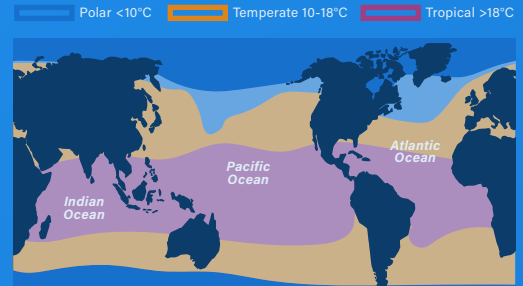 Polar <10°C Temperate 10-18°C Tropical >18°C
Atlantic
Ocean
Pacific
Ocean
Indian
Ocean